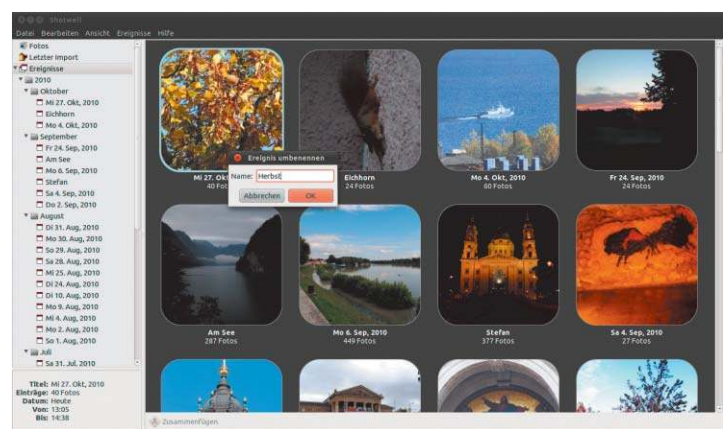 Shotwell
Datei Bearbeiten Ansicht Ereignisse Hilfe
Fotos
Letzter Import
Ereignisse
2010
Oktober
Mi 27. Okt, 2010
Eichhorn
Mo 4. Okt, 2010
September
Fr 24. Sep, 2010
Am See
Mo 6. Sep, 2010
Stefan
Sa 4. Sep, 2010
Do 2. Sep, 2010
August
Di 31. Aug, 2010
Mo 30. Aug, 2010
So 29. Aug, 2010
Sa 28. Aug, 2010
Mi 25. Aug, 2010
Di 24. Aug, 2010
Di 10. Aug, 2010
Mo 9. Aug, 2010
Mi 4. Aug, 2010
Mo 2. Aug, 2010
So 1. Aug, 2010
Juli
Sa 31. Jul, 2010
Titel: Mi 27. Okt, 2010
Einträge: 40 Fotos
Datum: Heute
Von: 13:05
Bis: 14:38
Ereignis umbenennen
Name: Herbst
Abbrechen OK
Mi 27. Okt
40 Fot
Eichhorn
24 Fotos
Mo 4. Okt, 2010
60 Fotos
Fr 24. Sep, 2010
24 Fotos
Am See
287 Fotos
Mo 6. Sep, 2010
449 Fotos
Stefan
377 Fotos
Sa 4. Sep, 2010
27 Fotos
Zusammenfügen